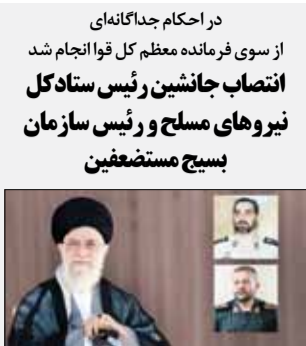 در احکام جداگانه‌ای
از سوی فرمانده معظم کل قوا انجام شد
انتصاب جانشین رئیس ستادکل
نیروهای مسلح و رئیس سازمان
بسیج مستضعفین